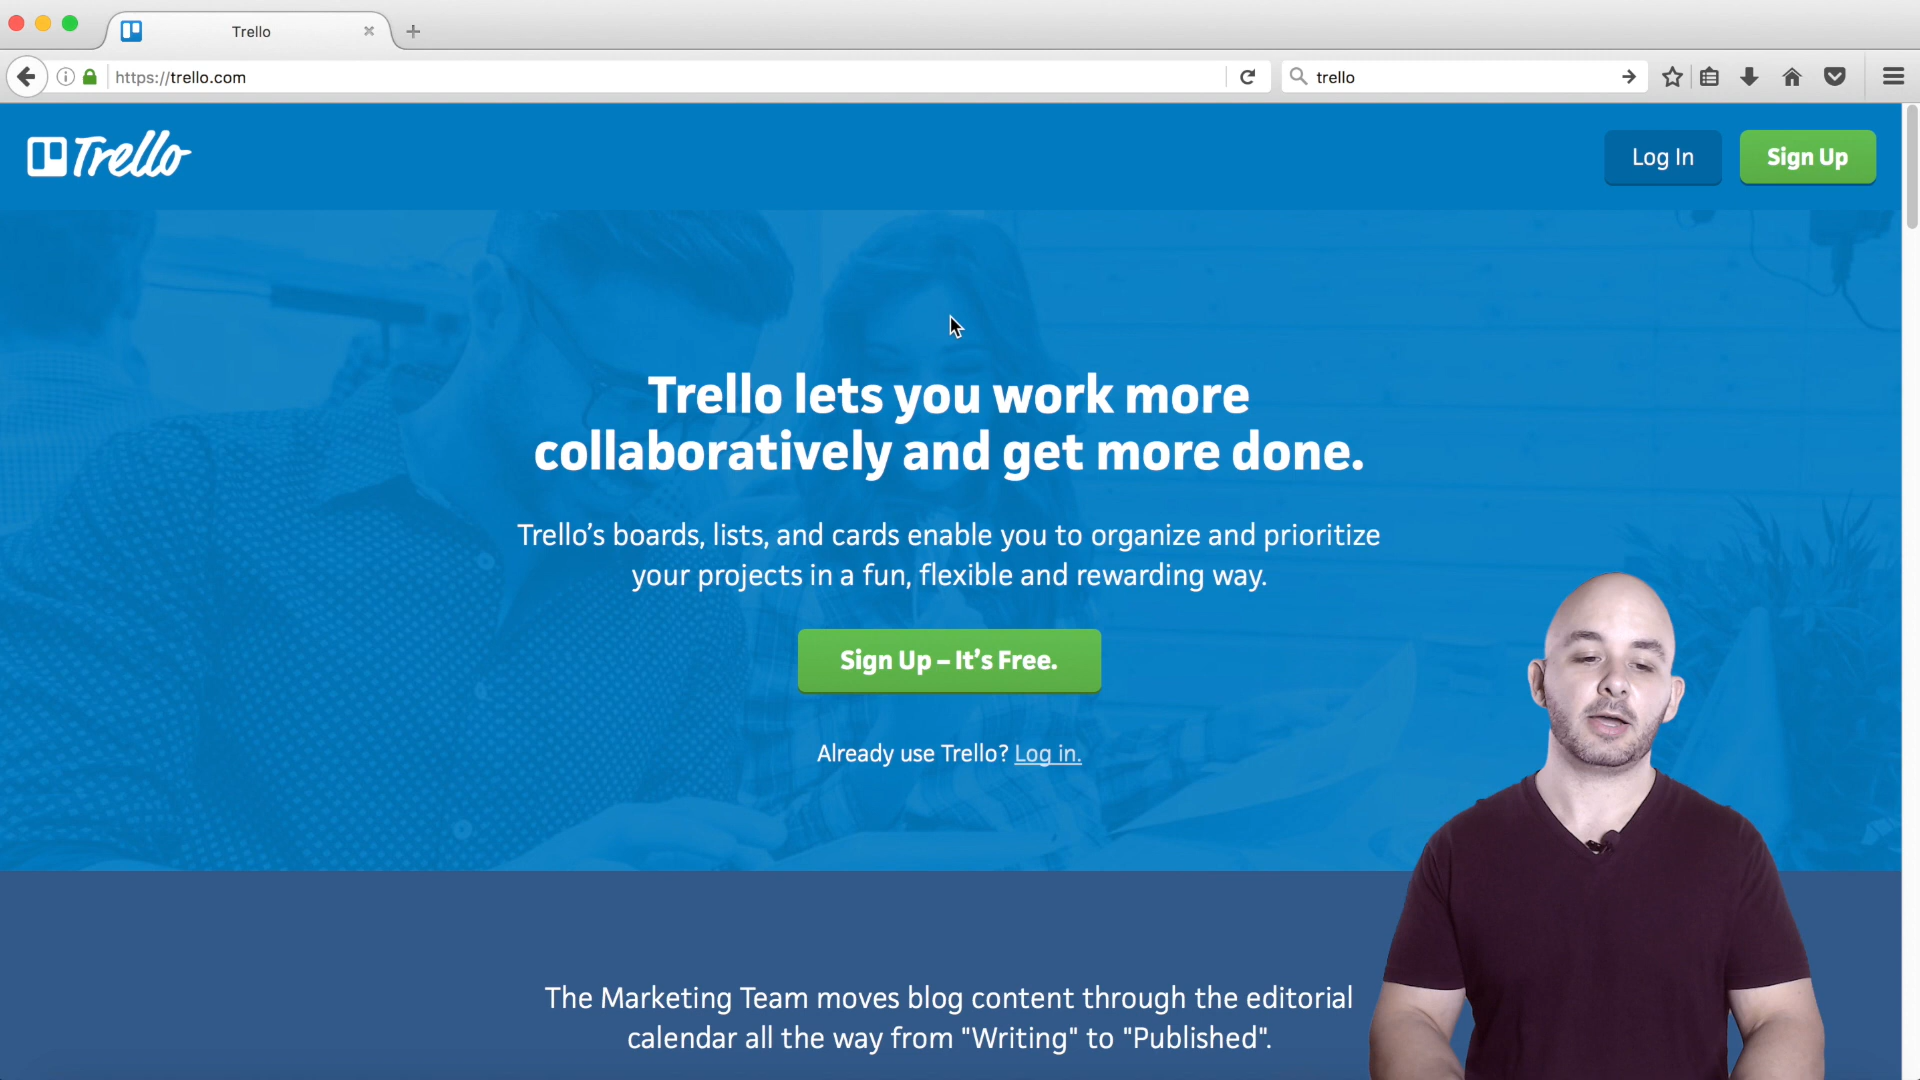 Trello
https://trello.com
trello
Trello
Log In
Sign Up
Trello lets you work more
collaboratively and get more done.
Trello’s boards, lists, and cards enable you to organize and prioritize
your projects in a fun, flexible and rewarding way.
Sign Up – It’s Free.
Already use Trello? Log in.
The Marketing Team moves blog content through the editorial
calendar all the way from "Writing" to "Published".